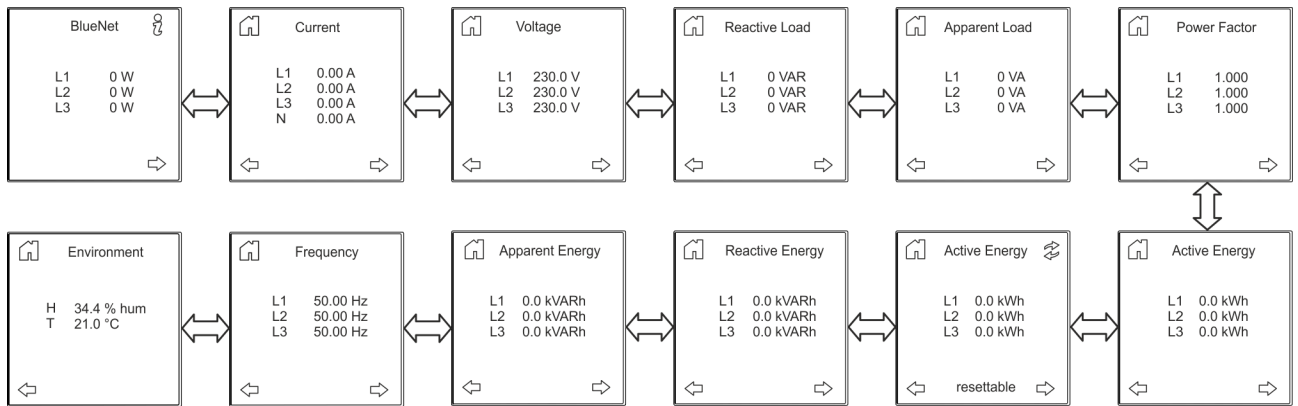 BlueNet
L1 0 W
L2 0 W
L3 0 W
Current
L1 0.00 A
L2 0.00 A
L3 0.00 A
N 0.00 A
Voltage
L1 230.0 V
L2 230.0 V
L3 230.0 V
Reactive Load
L1 0 VAR
L2 0 VAR
L3 0 VAR
Apparent Load
L1 0 VA
L2 0 VA
L3 0 VA
Power Factor
L1 1.000
L2 1.000
L3 1.000
Environment
H 34.4 % hum
T 21.0 °C
Frequency
L1 50.00 Hz
L2 50.00 Hz
L3 50.00 Hz
Apparent Energy
L1 0.0 kVARh
L2 0.0 kVARh
L3 0.0 kVARh
Reactive Energy
L1 0.0 kVARh
L2 0.0 kVARh
L3 0.0 kVARh
Active Energy
L1 0.0 kWh
L2 0.0 kWh
L3 0.0 kWh
resettable
Active Energy
L1 0.0 kWh
L2 0.0 kWh
L3 0.0 kWh